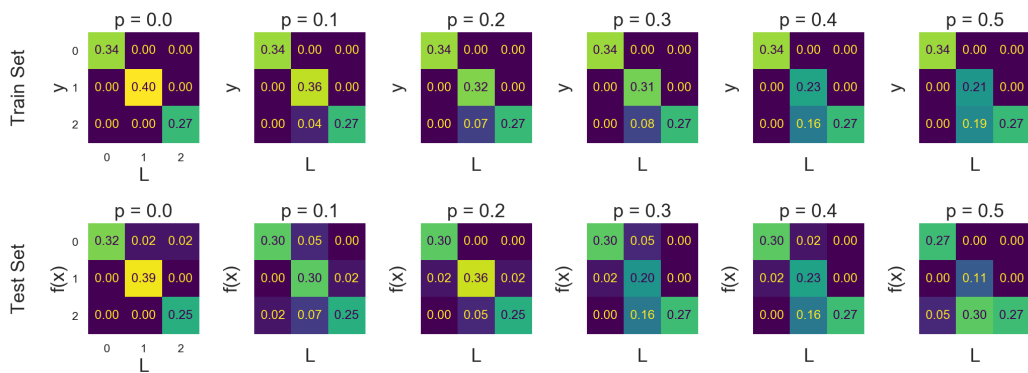 p = 0.0 p = 0.1 p = 0.2 p = 0.3 p = 0.4 p = 0.5
Train Set
y y y y y y
0 0.34 0.00 0.00 0.34 0.00 0.00 0.34 0.00 0.00 0.34 0.00 0.00 0.34 0.00 0.00 0.34 0.00 0.00
1 0.00 0.40 0.00 0.00 0.36 0.00 0.00 0.32 0.00 0.00 0.31 0.00 0.00 0.23 0.00 0.00 0.21 0.00
2 0.00 0.00 0.27 0.00 0.04 0.27 0.00 0.07 0.27 0.00 0.08 0.27 0.00 0.16 0.27 0.00 0.19 0.27
0 1 2
L L L L L L
p = 0.0 p = 0.1 p = 0.2 p = 0.3 p = 0.4 p = 0.5
Test Set
f(x) f(x) f(x) f(x) f(x) f(x)
0 0.32 0.02 0.02 0.30 0.05 0.00 0.30 0.00 0.00 0.30 0.05 0.00 0.30 0.02 0.00 0.27 0.00 0.00
1 0.00 0.39 0.00 0.00 0.30 0.00 0.02 0.36 0.02 0.02 0.20 0.00 0.02 0.23 0.00 0.00 0.11 0.00
2 0.00 0.00 0.25 0.02 0.07 0.25 0.00 0.05 0.25 0.00 0.16 0.27 0.00 0.16 0.27 0.05 0.30 0.27
0 1 2
L L L L L L